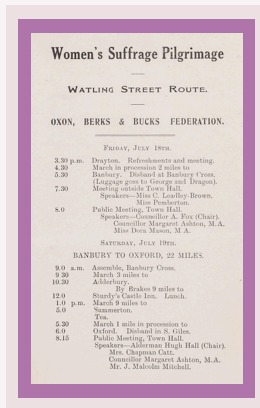 Women's Suffrage Pilgrimage
WATLING STREET ROUTE.
OXON, BERKS & BUCKS FEDERATION.
FRIDAY, JULY 18TH.
3.30 p.m. Drayton. Refreshments and meeting.
4.30 March in procession 2 miles to
5.30 Banbury. Disband at Banbury Cross.
(Luggage goes to George and Dragon).
7.30 Meeting outside Town Hall.
Speakers—Miss C. Leadley-Brown.
Miss Pemberton.
8.0 Public Meeting, Town Hall.
Speakers—Councillor A. Fox (Chair).
Councillor Margaret Ashton, M.A.
Miss Deca Mason, M A.
SATURDAY, JULY 19TH.
BANBURY TO OXFORD, 22 MILES.
9.0 a.m. Assemble, Banbury Cross.
9 30 March 3 miles to
10.30 Adderbury.
By Brakes 9 miles to
12.0 Sturdy's Castle Inn. Lunch.
1.0 p.m. March 9 miles to
5.0 Summerton.
Tea.
5.30 March 1 mile in procession to
6.0 Oxford. Disband in S. Giles.
8.15 Public Meeting, Town Hall.
Speakers—Alderman Hugh Hall (Chair).
Mrs. Chapman Catt.
Councillor Margaret Ashton, M.A.
Mr. J. Malcolm Mitchell.